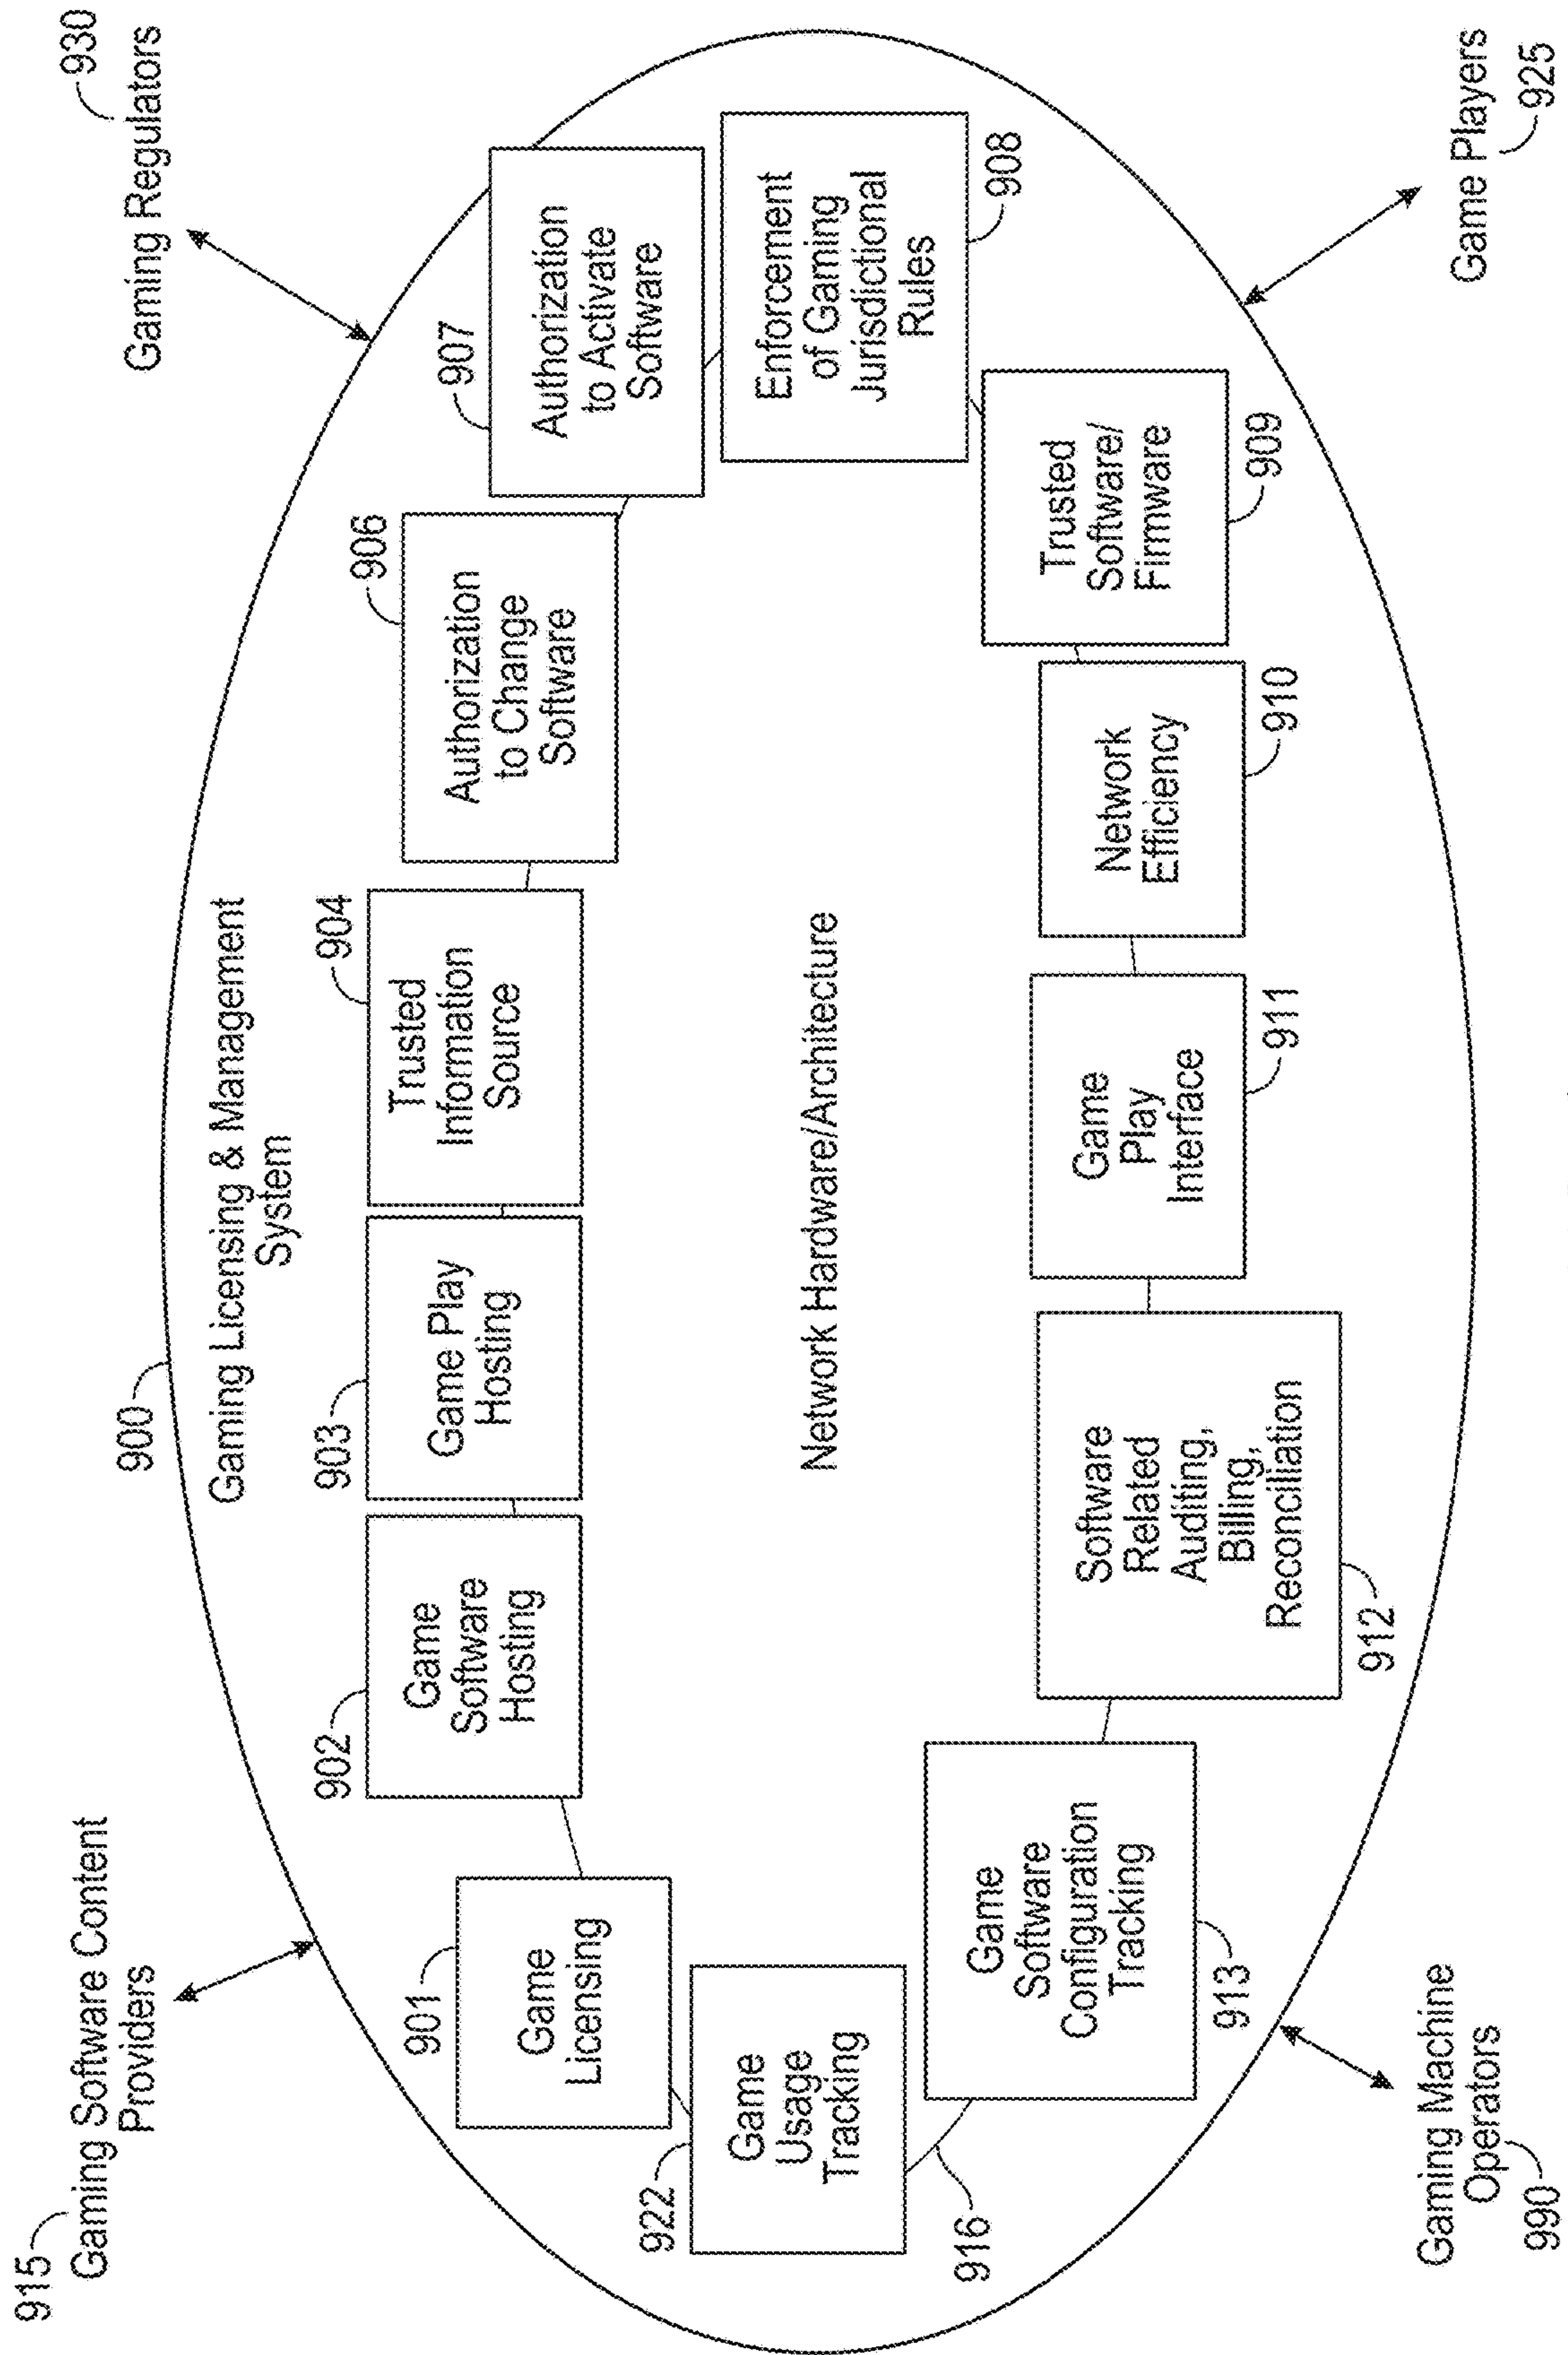 915
Gaming Software Content
Providers
930
Gaming Regulators
900
Gaming Licensing & Management
System
901
Game
Licensing
902
Game
Software
Hosting
903
Game Play
Hosting
904
Trusted
Information
Source
906
Authorization
to Change
Software
907
Authorization
to Activate
Software
922
Game
Usage
Tracking
916
Network Hardware/Architecture
Enforcement
of Gaming
Jurisdictional
Rules
908
Game
Software
Configuration
Tracking
913
Software
Related
Auditing,
Billing,
Reconciliation
912
Game
Play
Interface
911
Network
Efficiency
910
Trusted
Software/
Firmware
909
Gaming Machine
Operators
990
Game Players
925